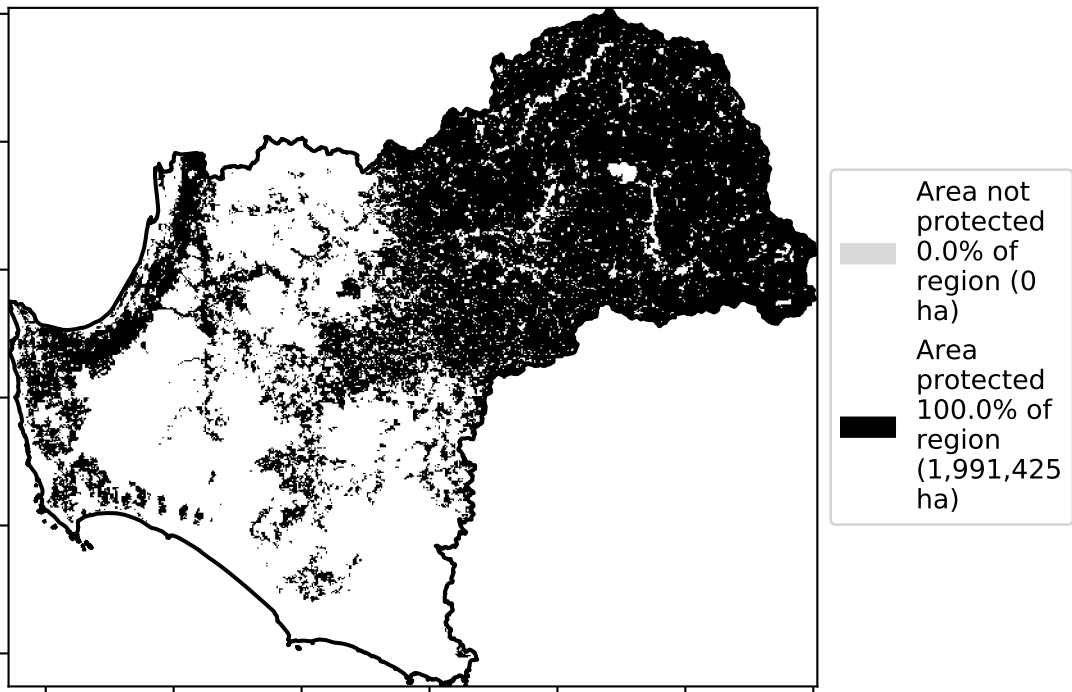 Area not
protected
0.0% of
region (0
ha)
Area
protected
100.0% of
region
(1,991,425
ha)